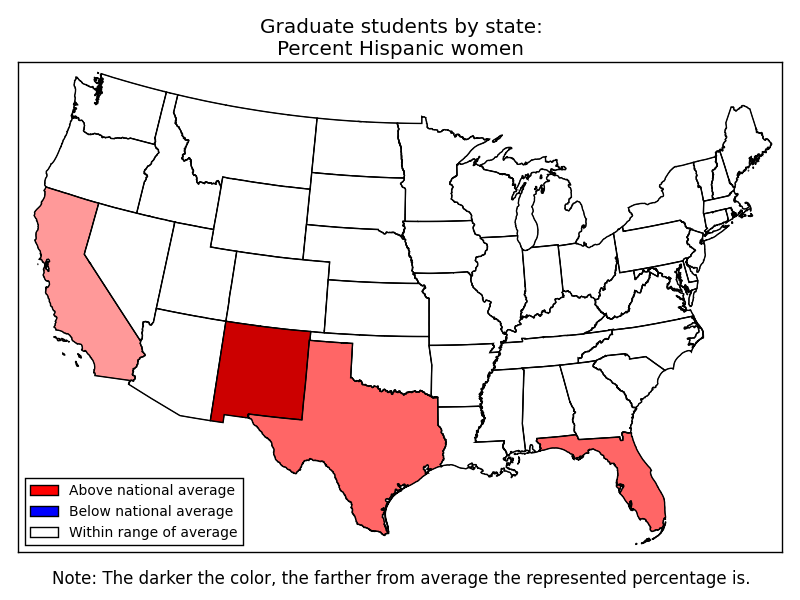 Graduate students by state:
Percent Hispanic women
Above national average
Below national average
Within range of average
Note: The darker the color, the farther from average the represented percentage is.